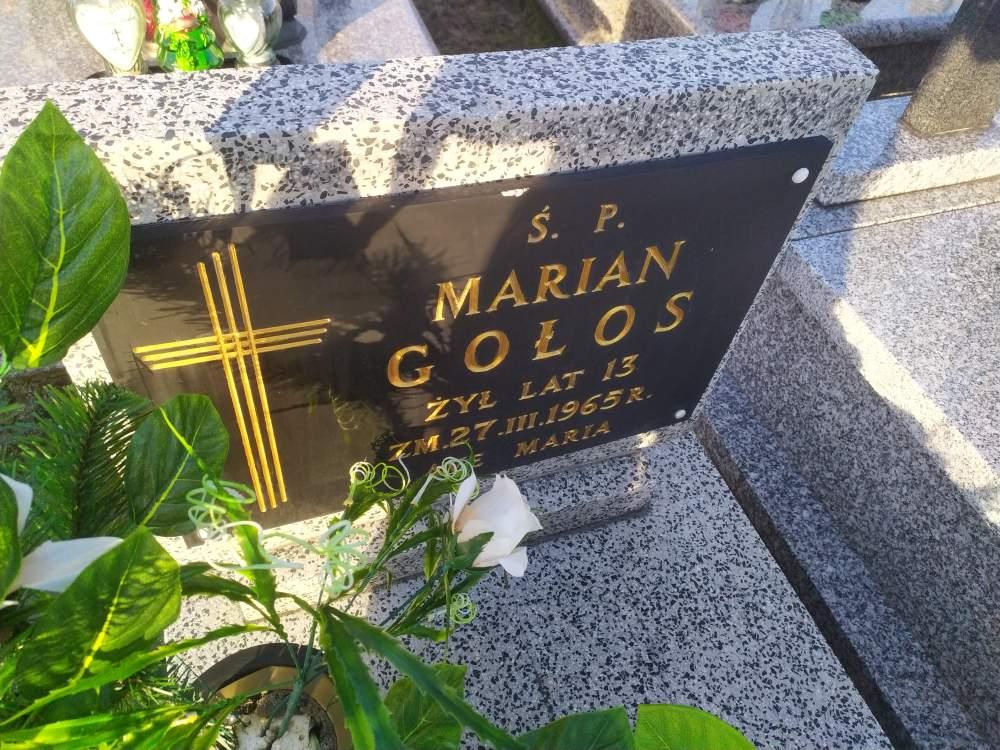 Ś. P.
MARIAN
GOŁOS
ŻYŁ LAT 13
ZM. 27.III.1965 R.
MARIA